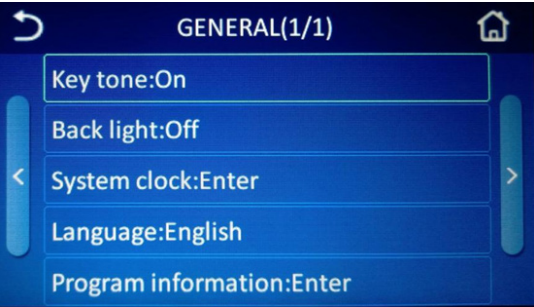 GENERAL(1/1)
Key tone:On
Back light:Off
System clock:Enter
Language:English
Program information:Enter